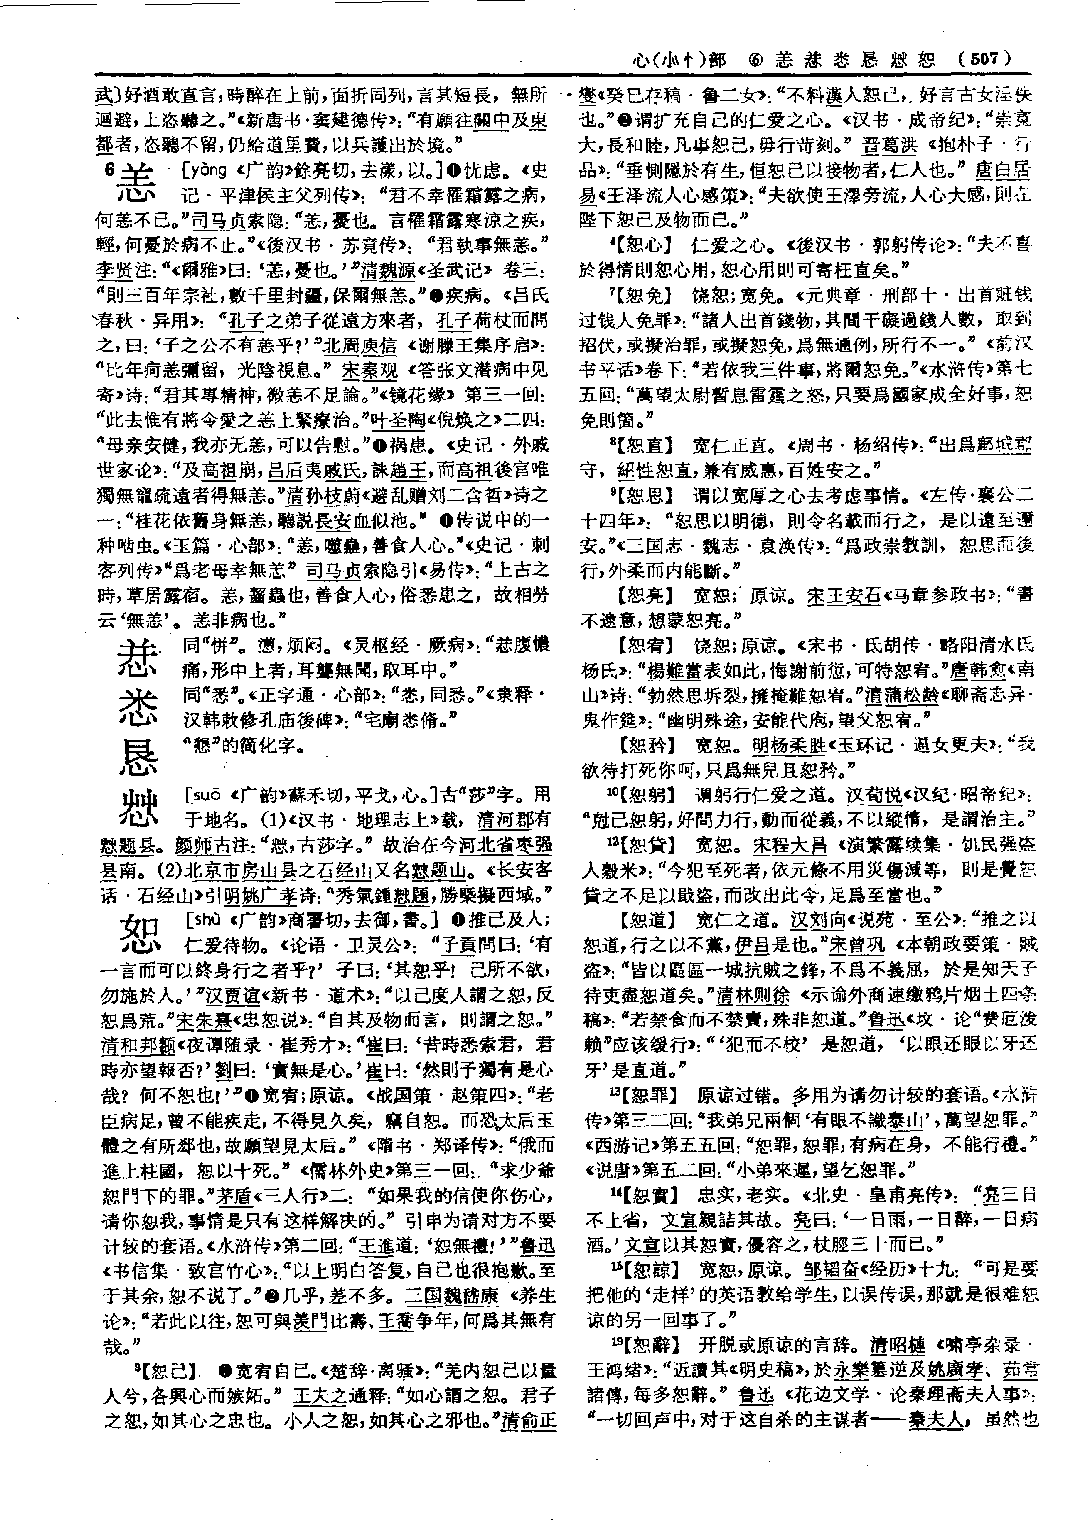 心(小忄)部 ⑥ 恙 恭 悉 恳 惢 恕 (507)
武〕好酒敢直言;時醉在上前,面折同列,言其短長,無所
迴避,上恣聽之。”《新唐书·窦建德传》:“有願往關中及東
都者,恣聽不留,仍給道里費,以兵護出於境。”
6恙 [yàng《广韵》餘亮切,去漾,以。]❶忧虑。《史
记·平津侯主父列传》:“君不幸罹霜露之病,
何恙不已。”司马贞索隐:“恙,憂也。言罹霜露寒涼之疾,
輕,何憂於病不止。”《後汉书·苏竟传》:“君執事無恙。”
李贤注:“《爾雅》曰:‘恙,憂也。’”清魏源《圣武记》卷三:
“則三百年宗社,數千里封疆,保爾無恙。”❷疾病。《吕氏
春秋·异用》:“孔子之弟子從遠方來者,孔子荷杖而問
之,曰:‘子之公不有恙乎?’”北周庾信《谢滕王集序启》:
“比年疴恙彌留,光陰視息。”宋秦观《答张文潜病中见
寄》诗:“君其專精神,微恙不足論。”《镜花缘》第三一回:
“此去惟有將令愛之恙上緊療治。”叶圣陶《倪焕之》二四:
“母亲安健,我亦无恙,可以告慰。”❸祸患。《史记·外戚
世家论》:“及高祖崩,吕后夷戚氏,誅趙王,而高祖後宫唯
獨無寵疏遠者得無恙。”清孙枝蔚《避乱赠刘二含哲》诗之
一:“桂花依舊身無恙,聽説長安血似池。”❹传说中的一
种啮虫。《玉篇·心部》:“恙,噬蟲,善食人心。”《史记·刺
客列传》“爲老母幸無恙”司马贞索隐引《易传》:“上古之
時,草居露宿。恙,齧蟲也,善食人心,俗悉患之,故相勞
云‘無恙’。恙非病也。”
同“恲”。懣,烦闷。《灵枢经·厥病》:
痛,形中上者,耳聾無聞,取耳中。”
同“悉”。《正字通·心部》:“悉,同悉。”《隶释·
汉韩敕修孔庙後碑》:“宅廟悉脩。”
恳 “懇”的简化字。
[suō《广韵》蘇禾切,平戈,心。]古“莎”字。用
于地名。(1)《汉书·地理志上》载,清河郡有
题县。颜师古注:“古莎字。”故治在今河北省枣强
县南。(2)北京市房山县之石经山又名题山。《长安客
话·石经山》引明姚广孝诗:“秀氣鍾題,勝槩擬西域。”
恕 [shù《广韵》商署切,去御,書。]❶推己及人;
仁爱待物。《论语·卫灵公》:“子貢問曰:‘有
一言而可以終身行之者乎?’子曰:‘其恕乎!己所不欲,
勿施於人。’”汉贾谊《新书·道术》:“以己度人謂之恕,反
恕爲荒。”宋朱熹《忠恕说》:“自其及物而言,則謂之恕。”
清和邦额《夜谭随录·崔秀才》:“崔曰:‘昔時悉索君,君
時亦望報否?’劉曰:‘實無是心。’崔曰:‘然則子獨有是心
哉?何不恕也!’”❷宽宥;原谅。《战国策·赵策四》:“老
臣病足,曾不能疾走,不得見久矣,竊自恕。而恐太后玉
體之有所郄也,故願望見太后。”《隋书·郑译传》:“俄而
進上柱國,恕以十死。”《儒林外史》第三一回:“求少爺
恕門下的罪。”茅盾《三人行》二:“如果我的信使你伤心,
请你恕我,事情是只有这样解决的。”引申为请对方不要
计较的套语。《水浒传》第二回:“王進道:‘恕無禮!’”鲁迅
《书信集·致宫竹心》:“以上明白答复,自己也很抱歉。至
于其余,恕不说了。”❸几乎,差不多。三国魏嵇康《养生
论》:“若此以往,恕可與羨門比壽、王喬争年,何爲其無有
哉。”
3【恕己】 ❶宽宥自己。《楚辞·离骚》:“羌内恕己以量
人兮,各興心而嫉妬。”王夫之通释:“如心謂之恕。君子
之恕,如其心之忠也。小人之恕,如其心之邪也。”清俞正
燮《癸巳存稿·鲁二女》:“不料漢人恕己,好言古女淫佚
也。”❷谓扩充自己的仁爱之心。《汉书·成帝纪》:“崇寬
大,長和睦,凡事恕己,毋行苛刻。”晋葛洪《抱朴子·行
品》:“垂惻隱於有生,恒恕己以接物者,仁人也。”唐白居
易《王泽流人心感策》:“夫欲使王澤旁流,人心大感,則在
陛下恕己及物而已。”
4【恕心】 仁爱之心。《後汉书·郭躬传论》:“夫不喜
於得情則恕心用,恕心用則可寄枉直矣。”
7【恕免】 饶恕;宽免。《元典章·刑部十·出首赃钱
过钱人免罪》:“諸人出首錢物,其間干礙過錢人數,取到
招伏,或擬治罪,或擬恕免,爲無通例,所行不一。”《前汉
书平话》卷下:“若依我三件事,將爾恕免。”《水浒传》第七
五回:“萬望太尉暫息雷霆之怒,只要爲國家成全好事,恕
免則箇。”
8【恕直】 宽仁正直。《周书·杨绍传》:“出爲鄜城郡
守,紹性恕直,兼有威惠,百姓安之。”
9【恕思】 谓以宽厚之心去考虑事情。《左传·襄公二
十四年》:“恕思以明德,則令名載而行之,是以遠至邇
安。”《三国志·魏志·袁涣传》:“爲政崇教訓,恕思而後
行,外柔而内能斷。”
【恕亮】 宽恕;原谅。宋王安石《与章参政书》:“書
不逮意,想蒙恕亮。”
【恕宥】 饶恕;原谅。《宋书·氐胡传·略阳清水氐
杨氏》:“楊難當表如此,悔謝前愆,可特恕宥。”唐韩愈《南
山》诗:“勃然思坼裂,擁掩難恕宥。”清蒲松龄《聊斋志异·
鬼作筵》:“幽明殊途,安能代庖,望父恕宥。”
【恕矜】 宽恕。明杨柔胜《玉环记·逼女更夫》:“我
欲待打死你呵,只爲無兒且恕矜。”
10【恕躬】 谓躬行仁爱之道。汉荀悦《汉纪·昭帝纪》:
“剋己恕躬,好問力行,動而從義,不以縱情,是謂治主。”
12【恕貸】 宽恕。宋程大昌《演繁露续集·饥民强盗
人穀米》:“今犯至死者,依元條不用災傷減等,則是覺恕
貸之不足以戢盜,而改出此令,足爲至當也。”
【恕道】 宽仁之道。汉刘向《说苑·至公》:“推之以
恕道,行之以不黨,伊吕是也。”宋曾巩《本朝政要策·贼
盗》:“皆以區區一城抗賊之鋒,不爲不義屈,於是知天子
待吏盡恕道矣。”清林则徐《示谕外商速缴鸦片烟土四条
稿》:“若禁食而不禁賣,殊非恕道。”鲁迅《坟·论“费厄泼
赖”应该缓行》:“‘犯而不校’是恕道,‘以眼还眼以牙还
牙’是直道。”
13【恕罪】 原谅过错。多用为请勿计较的套语。《水浒
传》第三二回:“我弟兄兩個‘有眼不識泰山’,萬望恕罪。”
《西游记》第五五回:“恕罪,恕罪;有病在身,不能行禮。”
《说唐》第五二回:“小弟來遲,望乞恕罪。”
14【恕實】 忠实,老实。《北史·皇甫亮传》:“亮三日
不上省,文宣親詰其故。亮曰:‘一日雨,一日醉,一日病
酒。’文宣以其恕實,優容之,杖脛三十而已。”
15【恕諒】 宽恕,原谅。邹韬奋《经历》十九:“可是要
把他的‘走样’的英语教给学生,以误传误,那就是很难恕
谅的另一回事了。”
19【恕辭】 开脱或原谅的言辞。清昭梿《啸亭杂录·
王鸿绪》:“近讀其《明史稿》,於永樂篡逆及姚廣孝、茹瑺
諸傳,每多恕辭。”鲁迅《花边文学·论秦理斋夫人事》:
“一切回声中,对于这自杀的主谋者——秦夫人,虽然也